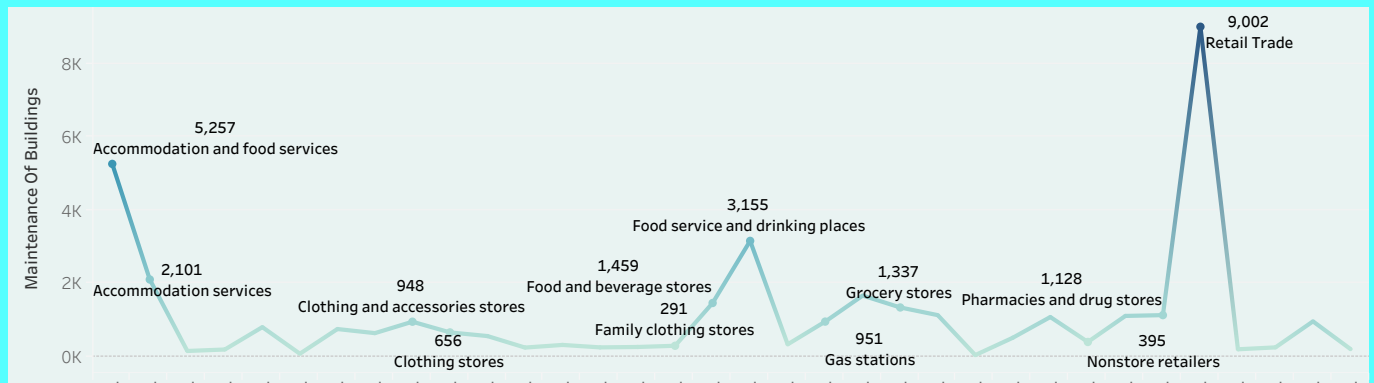 Maintenance Of Buildings
8K
6K
4K
2K
0K
5,257
Accommodation and food services
2,101
Accommodation services
948
Clothing and accessories stores
656
Clothing stores
1,459
Food and beverage stores
291
Family clothing stores
3,155
Food service and drinking places
1,337
Grocery stores
951
Gas stations
1,128
Pharmacies and drug stores
395
Nonstore retailers
9,002
Retail Trade